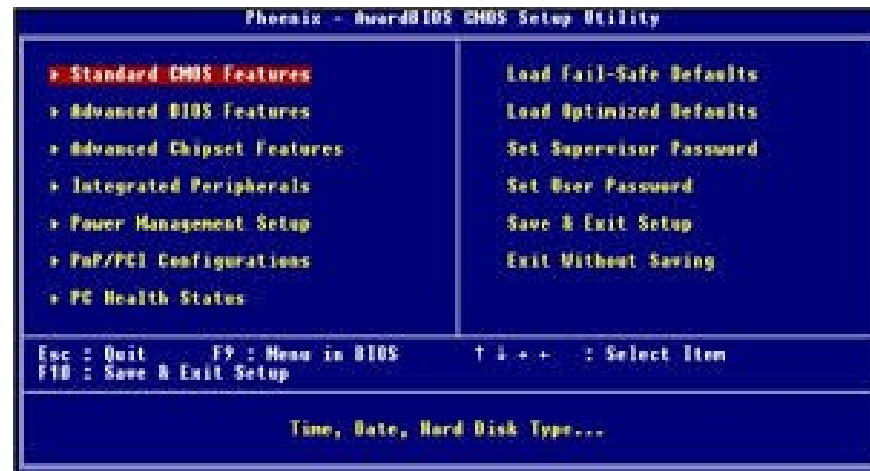 Phoenix - AwardBIOS CMOS Setup Utility
▸ Standard CMOS Features
▸ Advanced BIOS Features
▸ Advanced Chipset Features
▸ Integrated Peripherals
▸ Power Management Setup
▸ PnP/PCI Configurations
▸ PC Health Status
Load Fail-Safe Defaults
Load Optimized Defaults
Set Supervisor Password
Set User Password
Save & Exit Setup
Exit Without Saving
Esc : Quit F9 : Menu in BIOS ↑ ↓ → ← : Select Item
F10 : Save & Exit Setup
Time, Date, Hard Disk Type...